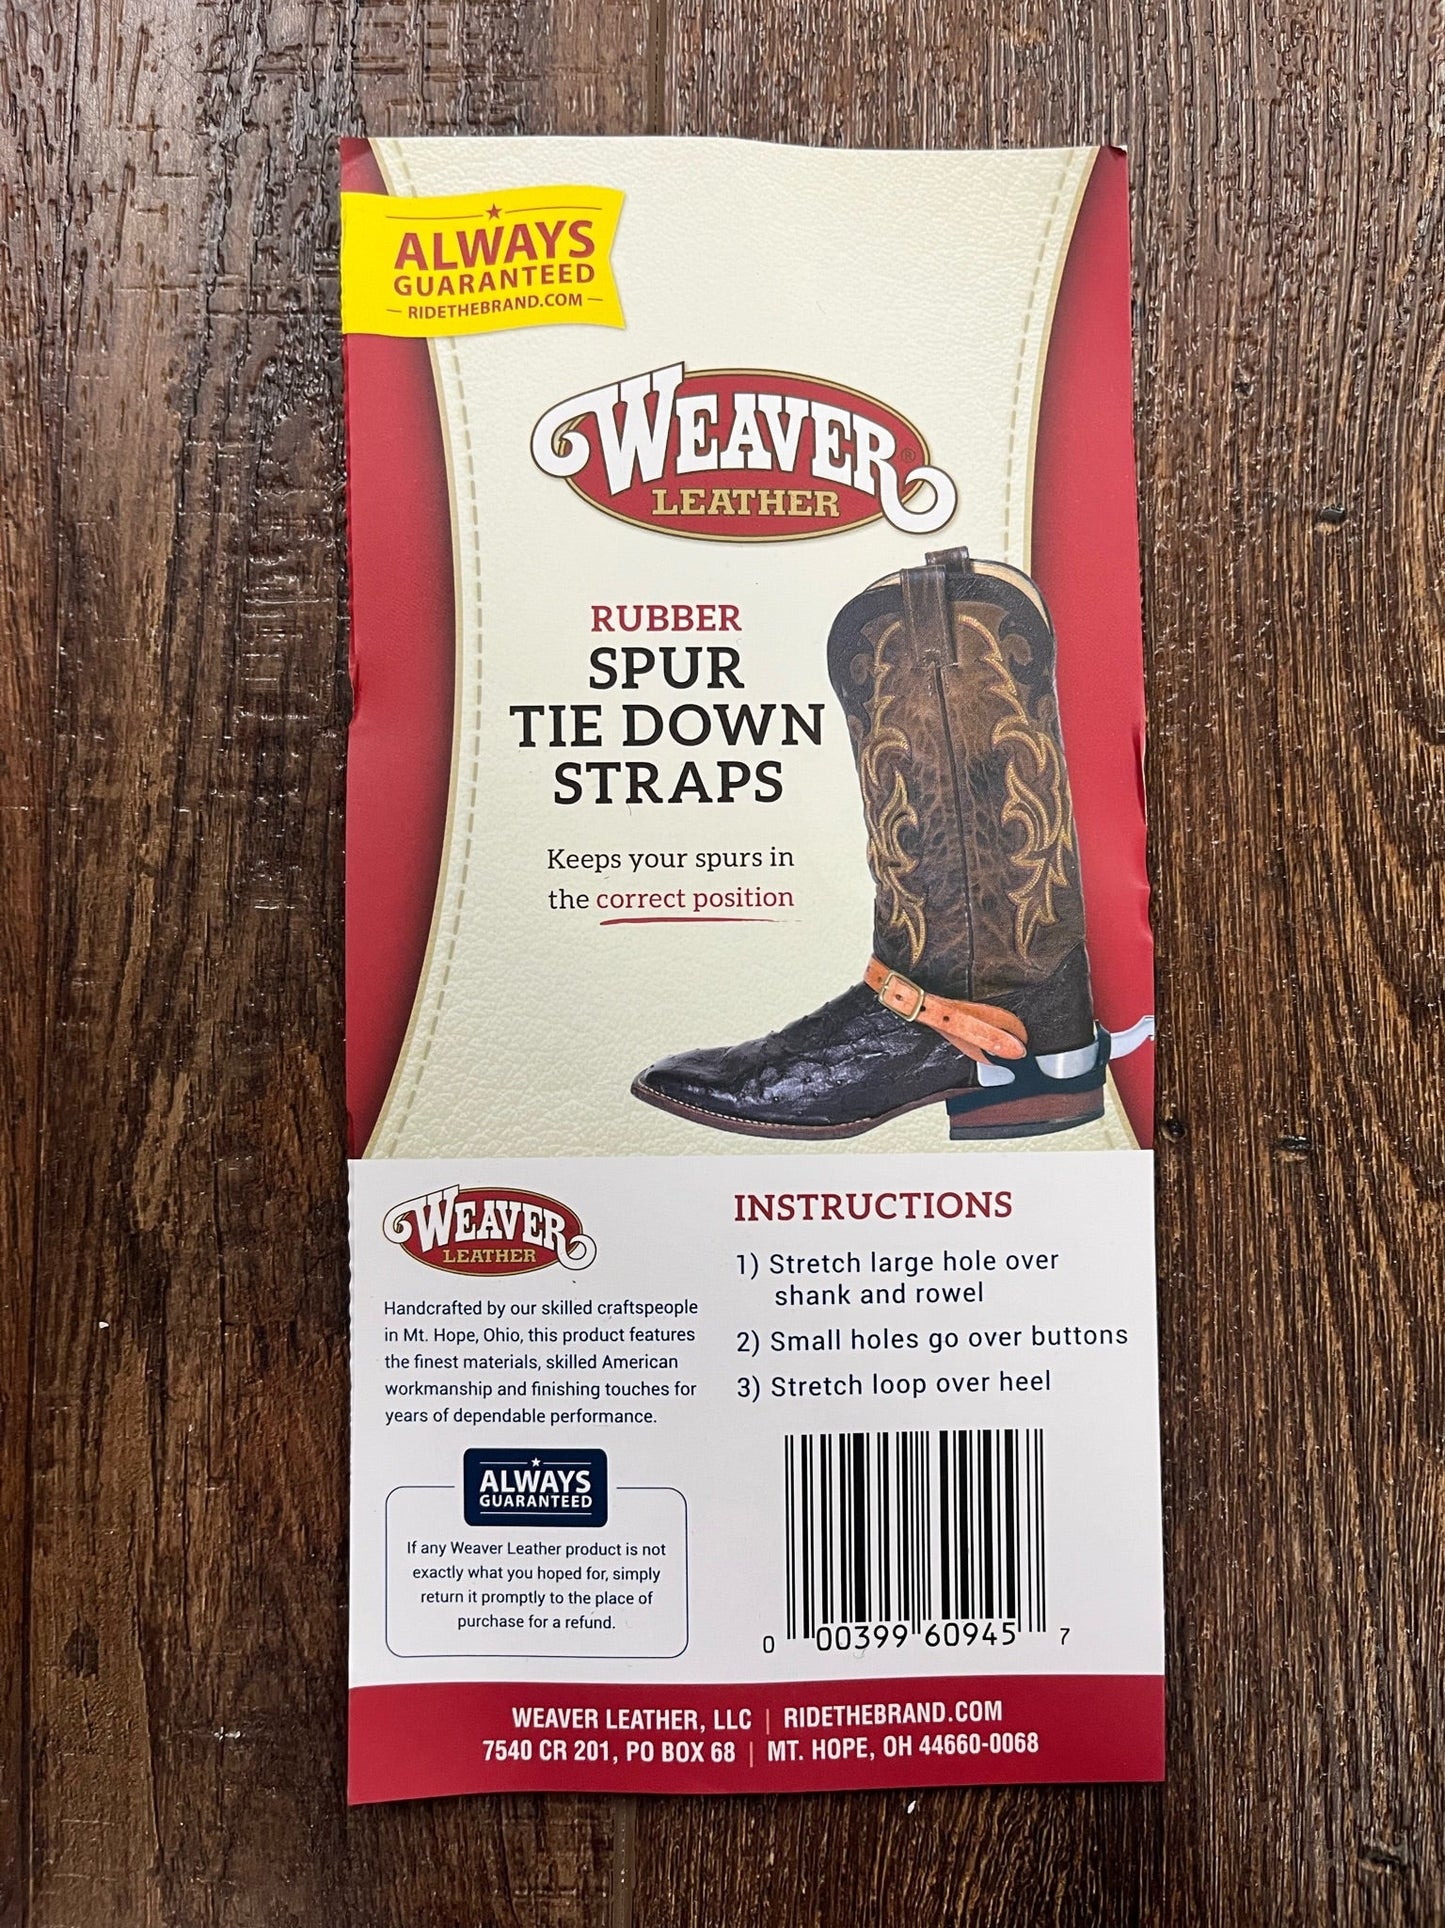 ALWAYS
GUARANTEED
RIDETHEBRAND.COM
WEAVER®
LEATHER
RUBBER
SPUR
TIE DOWN
STRAPS
Keeps your spurs in
the correct position
WEAVER
LEATHER
Handcrafted by our skilled craftspeople
in Mt. Hope, Ohio, this product features
the finest materials, skilled American
workmanship and finishing touches for
years of dependable performance.
ALWAYS
GUARANTEED
If any Weaver Leather product is not
exactly what you hoped for, simply
return it promptly to the place of
purchase for a refund.
INSTRUCTIONS
1) Stretch large hole over
shank and rowel
2) Small holes go over buttons
3) Stretch loop over heel
0 00399 60945 7
WEAVER LEATHER, LLC | RIDETHEBRAND.COM
7540 CR 201, PO BOX 68 | MT. HOPE, OH 44660-0068